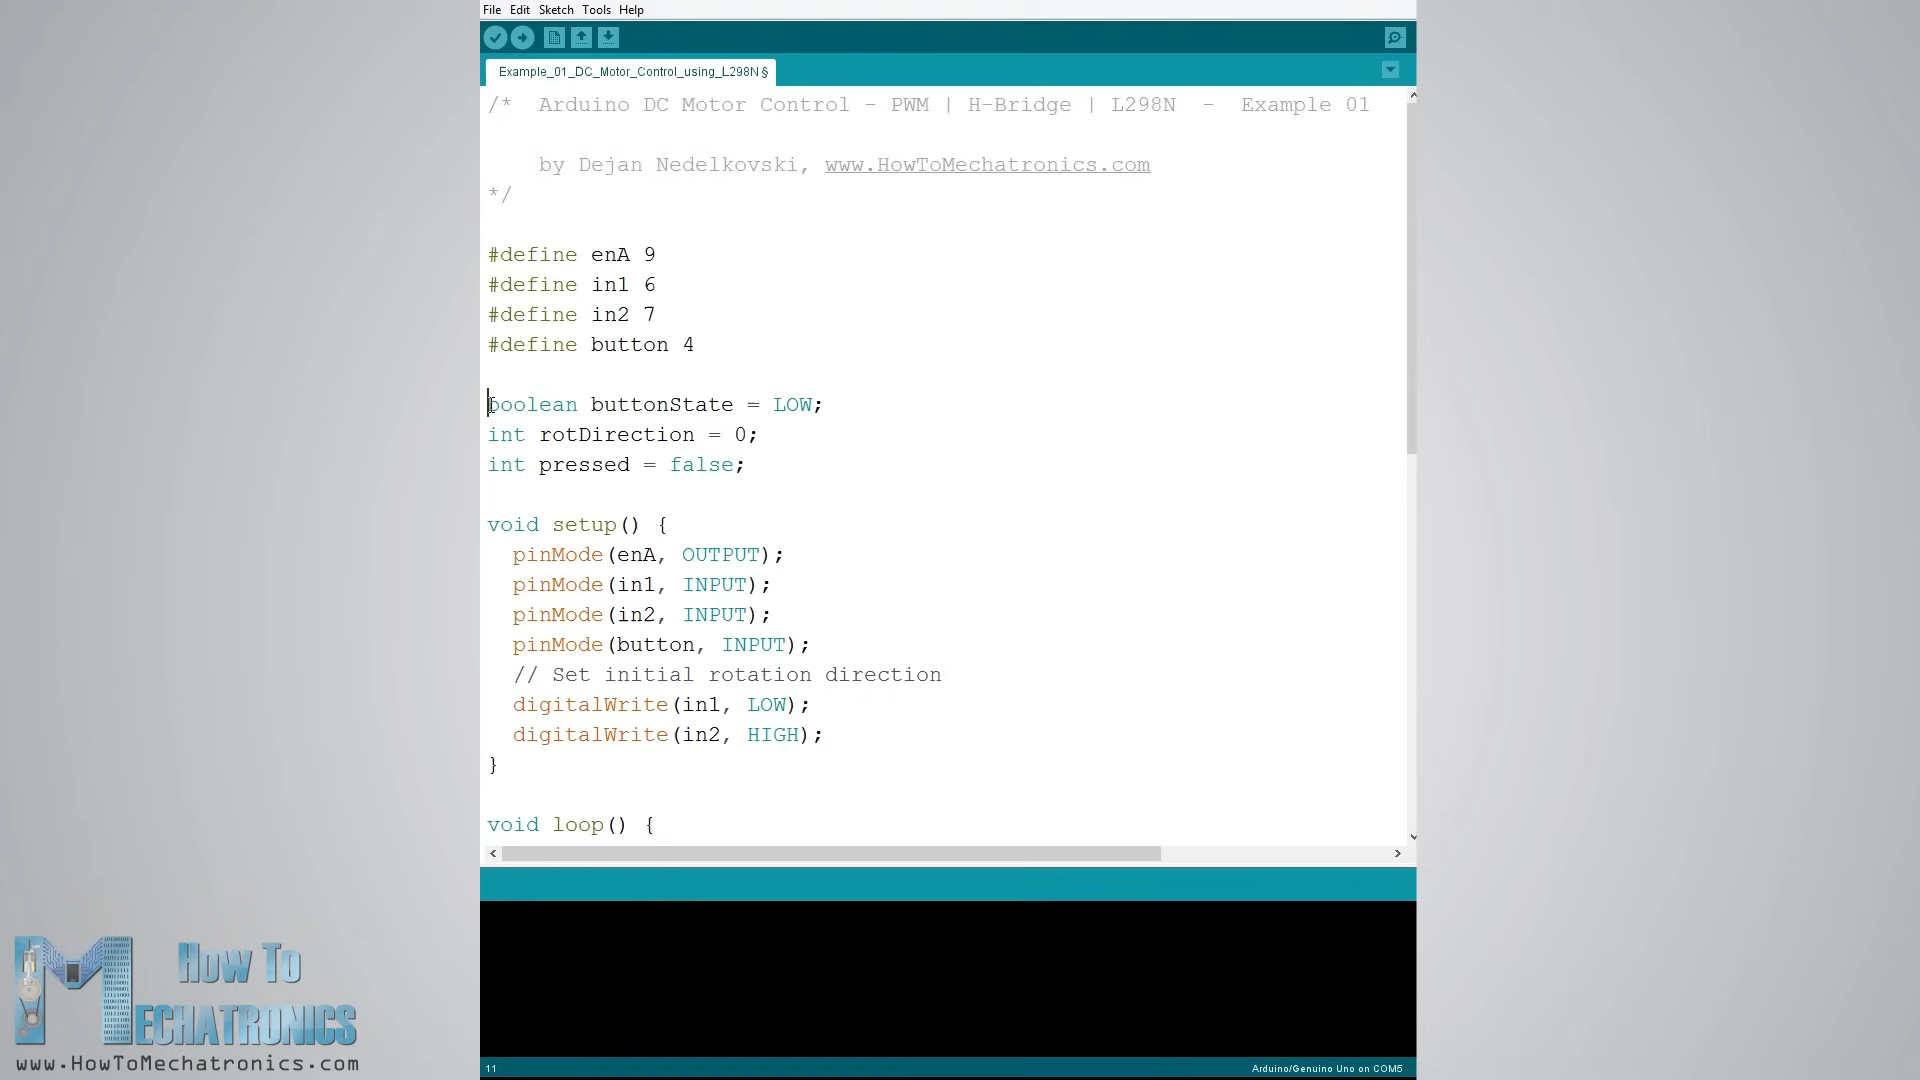 File Edit Sketch Tools Help
Example_01_DC_Motor_Control_using_L298N §
/*  Arduino DC Motor Control - PWM | H-Bridge | L298N  -  Example 01
by Dejan Nedelkovski, www.HowToMechatronics.com
*/
#define enA 9
#define in1 6
#define in2 7
#define button 4
boolean buttonState = LOW;
int rotDirection = 0;
int pressed = false;
void setup() {
pinMode(enA, OUTPUT);
pinMode(in1, INPUT);
pinMode(in2, INPUT);
pinMode(button, INPUT);
// Set initial rotation direction
digitalWrite(in1, LOW);
digitalWrite(in2, HIGH);
}
void loop() {
11
Arduino/Genuino Uno on COM5
How To
MECHATRONICS
www.HowToMechatronics.com